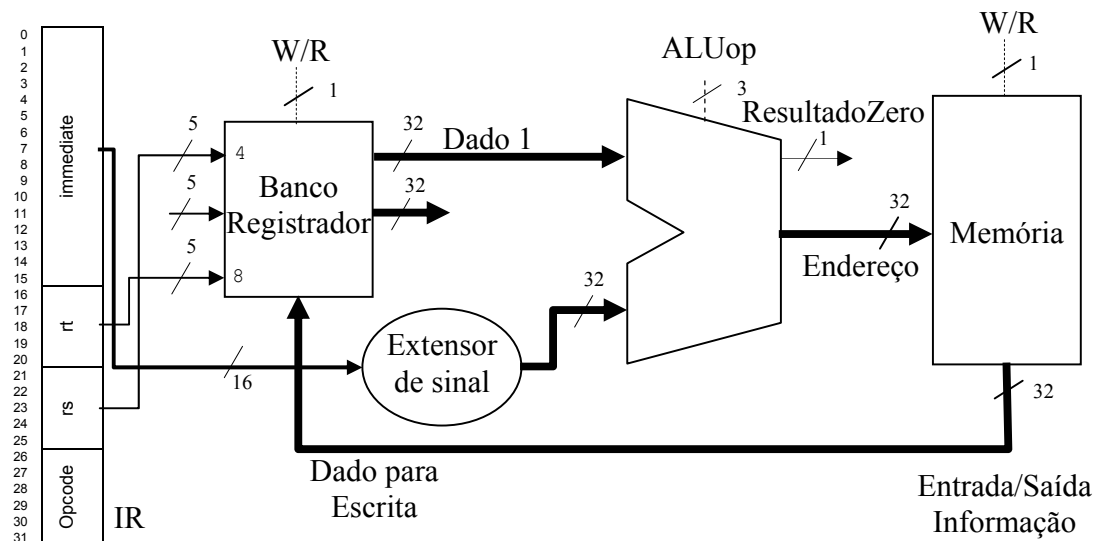 0
1
2
3
4
5
6
7
8
9
10
11
12
13
14
15
16
17
18
19
20
21
22
23
24
25
26
27
28
29
30
31
immediate
rt
rs
Opcode
IR
W/R
1
5
4
5
5
8
Banco
Registrador
32
Dado 1
32
16
Extensor
de sinal
32
Dado para
Escrita
ALUop
3
ResultadoZero
1
32
Endereço
W/R
1
Memória
32
Entrada/Saída
Informação